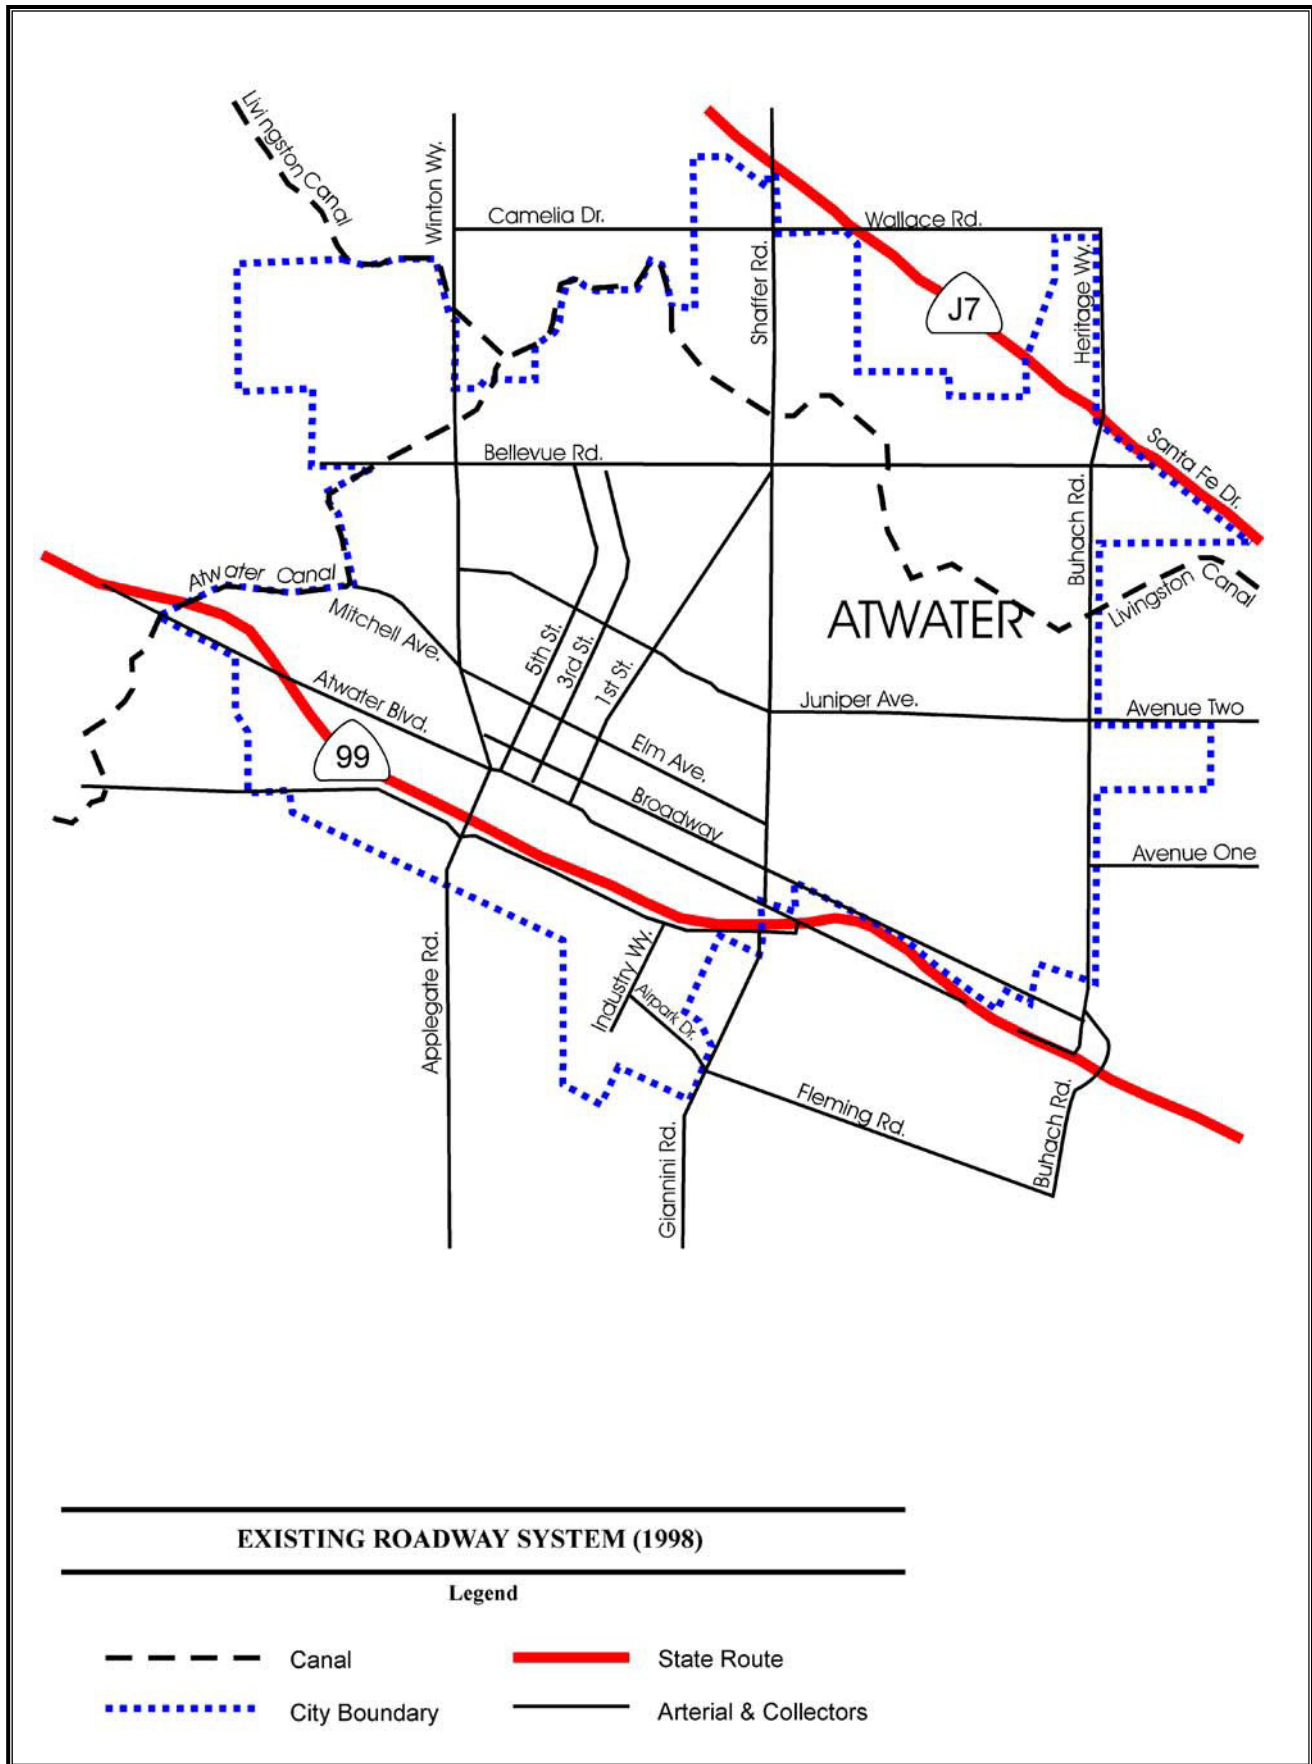 Livingston Canal
Winton Wy.
Camelia Dr.
Wallace Rd.
Shaffer Rd.
Heritage Wy.
J7
Santa Fe Dr.
Bellevue Rd.
Buhach Rd.
Atwater Canal
Mitchell Ave.
Livingston Canal
ATWATER
5th St.
3rd St.
1st St.
Atwater Blvd.
Juniper Ave.
Avenue Two
99
Elm Ave.
Broadway
Avenue One
Applegate Rd.
Industry Wy.
Airpark Dr.
Fleming Rd.
Buhach Rd.
Giannini Rd.
EXISTING ROADWAY SYSTEM (1998)
Legend
Canal
State Route
City Boundary
Arterial & Collectors